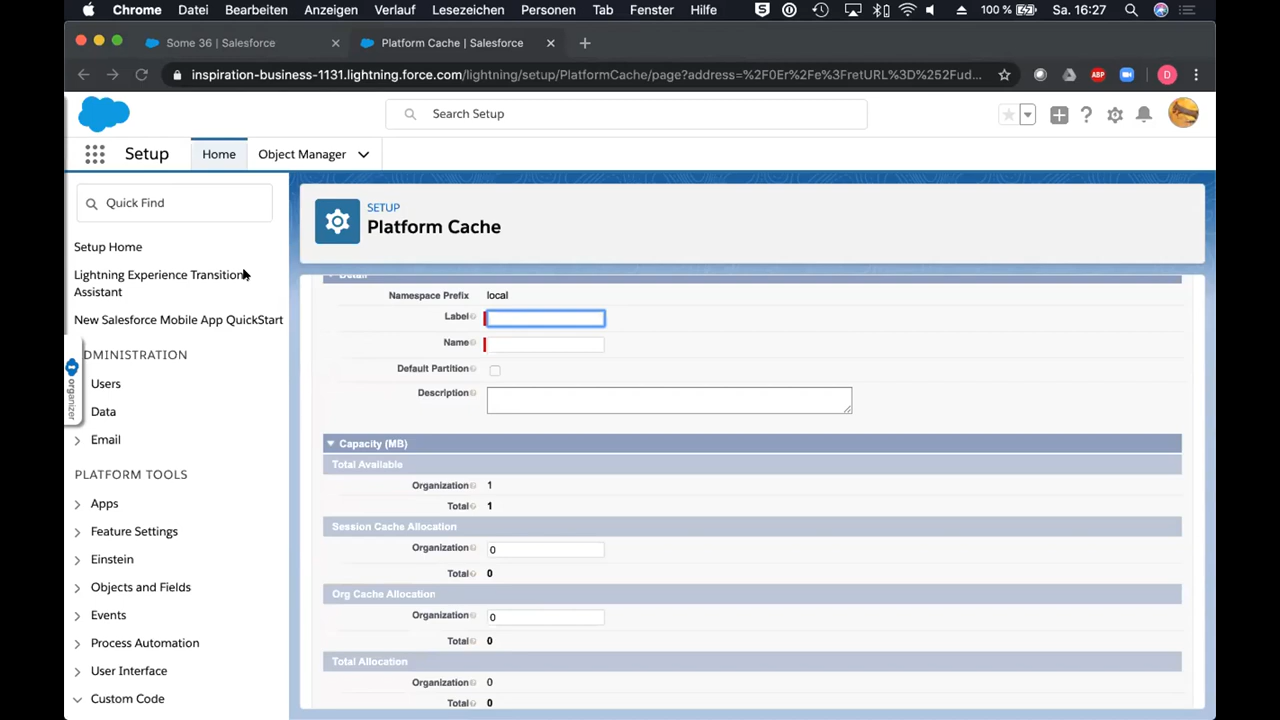 Chrome Datei Bearbeiten Anzeigen Verlauf Lesezeichen Personen Tab Fenster Hilfe 100 % Sa. 16:27
Some 36 | Salesforce
Platform Cache | Salesforce
inspiration-business-1131.lightning.force.com/lightning/setup/PlatformCache/page?address=%2F0Er%2Fe%3FretURL%3D%252Fud...
ABP
D
Search Setup
Setup
Home
Object Manager
Quick Find
Setup Home
Lightning Experience Transition
Assistant
New Salesforce Mobile App QuickStart
DMINISTRATION
Users
Data
Email
PLATFORM TOOLS
Apps
Feature Settings
Einstein
Objects and Fields
Events
Process Automation
User Interface
Custom Code
organizer
SETUP
Platform Cache
Detail
Namespace Prefix local
Label
Name
Default Partition
Description
Capacity (MB)
Total Available
Organization 1
Total 1
Session Cache Allocation
Organization 0
Total 0
Org Cache Allocation
Organization 0
Total 0
Total Allocation
Organization 0
Total 0